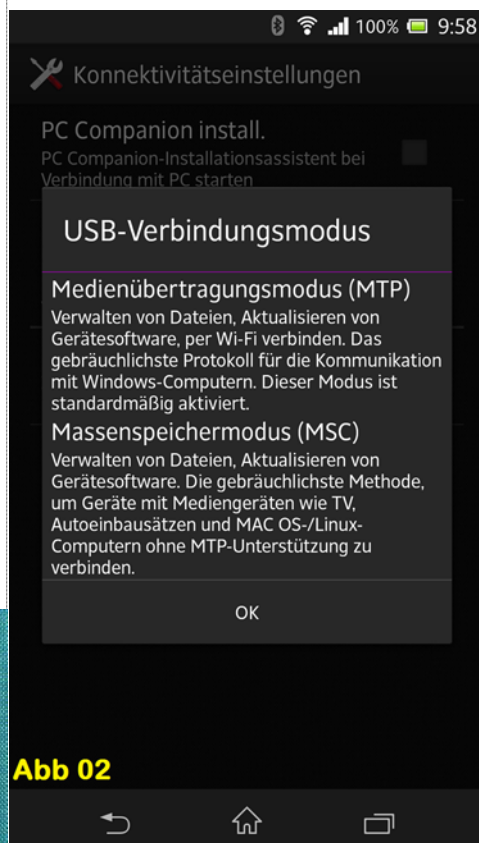 100% 9:58
Konnektivitätseinstellungen
PC Companion install.
PC Companion-Installationsassistent bei
Verbindung mit PC starten
USB-Verbindungsmodus
Medienübertragungsmodus (MTP)
Verwalten von Dateien, Aktualisieren von
Gerätesoftware, per Wi-Fi verbinden. Das
gebräuchlichste Protokoll für die Kommunikation
mit Windows-Computern. Dieser Modus ist
standardmäßig aktiviert.
Massenspeichermodus (MSC)
Verwalten von Dateien, Aktualisieren von
Gerätesoftware. Die gebräuchlichste Methode,
um Geräte mit Mediengeräten wie TV,
Autoeinbausätzen und MAC OS-/Linux-
Computern ohne MTP-Unterstützung zu
verbinden.
OK
Abb 02